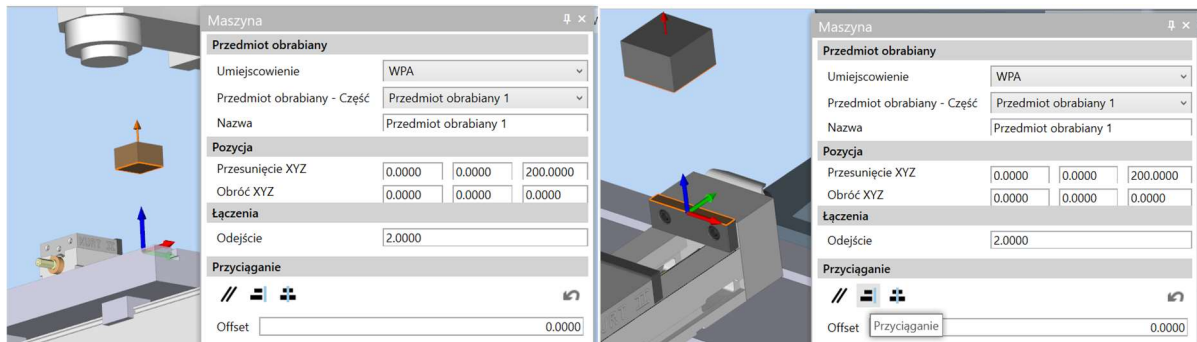 Maszyna
Przedmiot obrabiany
Umiejscowienie WPA
Przedmiot obrabiany - Część Przedmiot obrabiany 1
Nazwa Przedmiot obrabiany 1
Pozycja
Przesunięcie XYZ 0.0000 0.0000 200.0000
Obróć XYZ 0.0000 0.0000 0.0000
Łączenia
Odejście 2.0000
Przyciąganie
Offset 0.0000
Maszyna
Przedmiot obrabiany
Umiejscowienie WPA
Przedmiot obrabiany - Część Przedmiot obrabiany 1
Nazwa Przedmiot obrabiany 1
Pozycja
Przesunięcie XYZ 0.0000 0.0000 200.0000
Obróć XYZ 0.0000 0.0000 0.0000
Łączenia
Odejście 2.0000
Przyciąganie
Offset Przyciąganie 0.0000